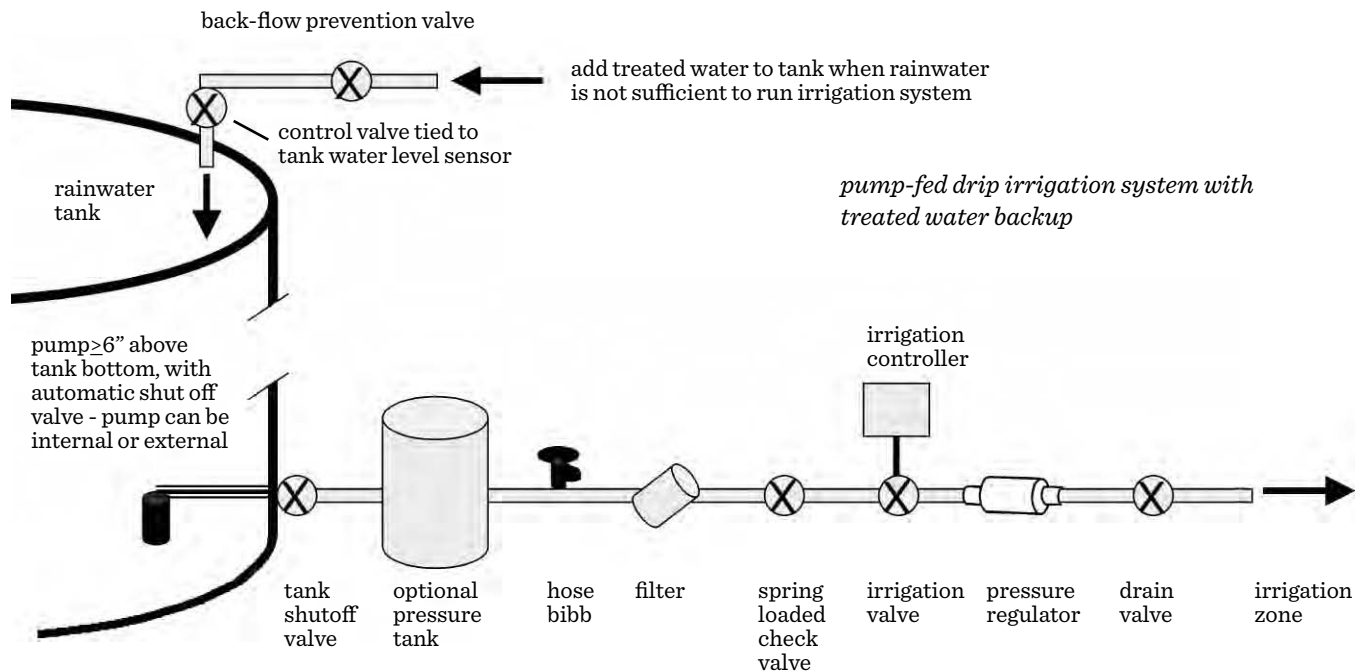 back-flow prevention valve
add treated water to tank when rainwater
is not sufficient to run irrigation system
control valve tied to
tank water level sensor
rainwater
tank
pump-fed drip irrigation system with
treated water backup
pump≥6” above
tank bottom, with
automatic shut off
valve - pump can be
internal or external
irrigation
controller
tank
shutoff
valve
optional
pressure
tank
hose
bibb
filter
spring
loaded
check
valve
irrigation
valve
pressure
regulator
drain
valve
irrigation
zone